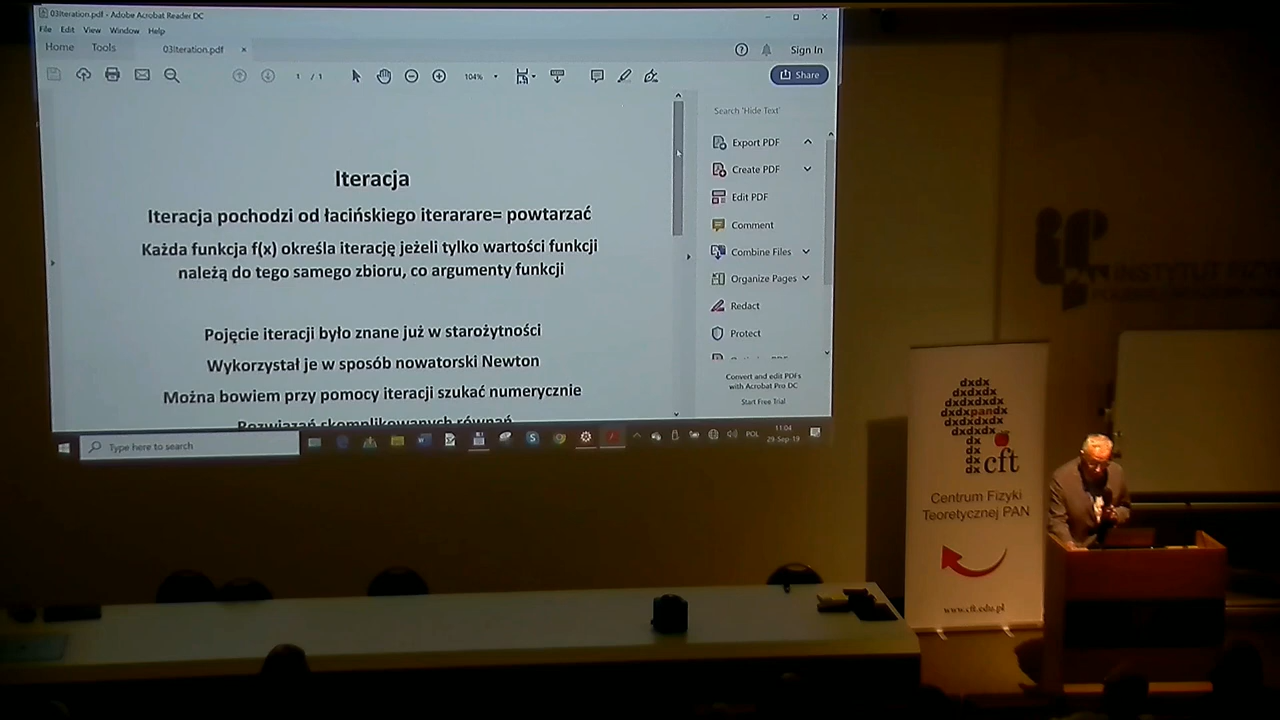 03Iteration.pdf - Adobe Acrobat Reader DC
File Edit View Window Help
Home Tools 03Iteration.pdf × Sign In
1 / 1 104% Share
Search 'Hide Text'
Export PDF
Create PDF
Edit PDF
Comment
Combine Files
Organize Pages
Redact
Protect
Convert and edit PDFs
with Acrobat Pro DC
Start Free Trial
Iteracja
Iteracja pochodzi od łacińskiego iterarare= powtarzać
Każda funkcja f(x) określa iterację jeżeli tylko wartości funkcji
należą do tego samego zbioru, co argumenty funkcji
Pojęcie iteracji było znane już w starożytności
Wykorzystał je w sposób nowatorski Newton
Można bowiem przy pomocy iteracji szukać numerycznie
Rozwiązań skomplikowanych równań
Type here to search
POL
11:04
29-Sep-19
PAN INSTYTUT
dxdx
dxdxdx
dxdxdxdx
dxdxpandx
dxdxdxdx
dxdxdx
dx
dx
dx
dx cft
Centrum Fizyki
Teoretycznej PAN
www.cft.edu.pl